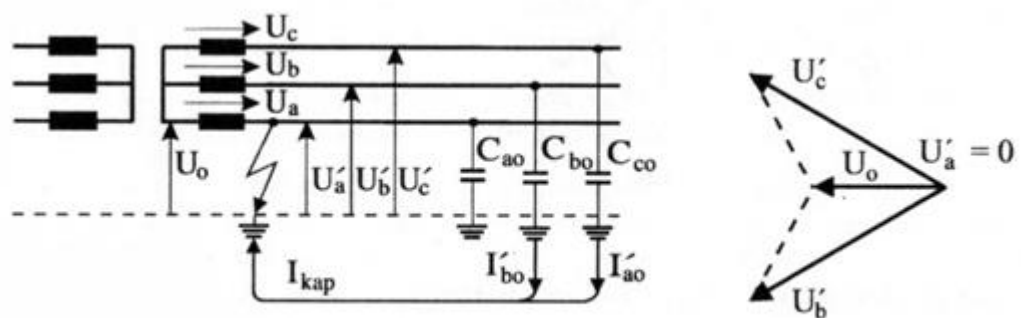 U_c
U_b
U_a
U_o
U′_a U′_b U′_c
C_ao C_bo C_co
I_kap
I′_bo I′_ao
U′_c
U_o
U′_a = 0
U′_b